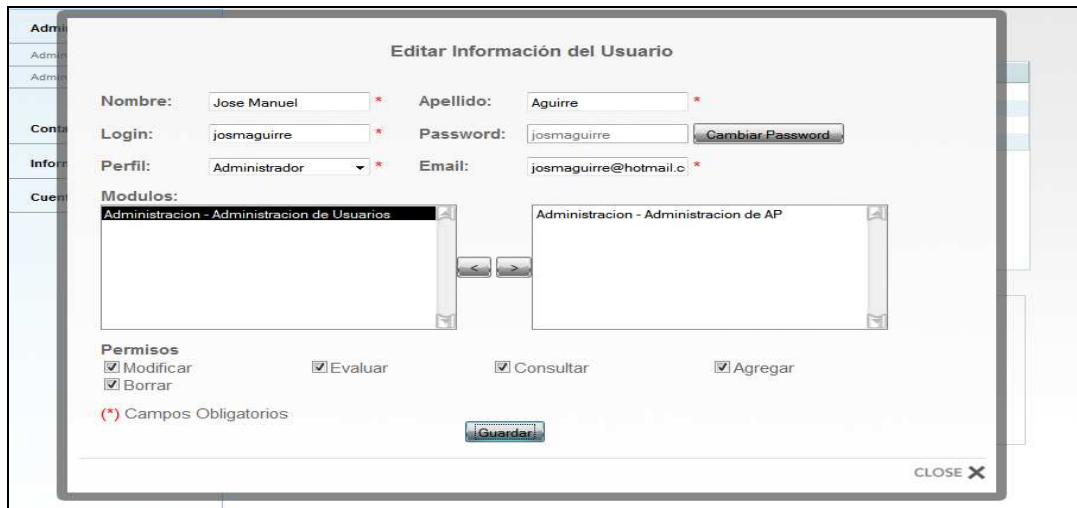 Editar Información del Usuario
Nombre: Jose Manuel * Apellido: Aguirre *
Login: josmaguirre * Password: josmaguirre Cambiar Password
Perfil: Administrador * Email: josmaguirre@hotmail.c *
Modulos:
Administracion - Administracion de Usuarios
Administracion - Administracion de AP
< >
Permisos
Modificar Evaluar Consultar Agregar
Borrar
(*) Campos Obligatorios
Guardar
CLOSE X